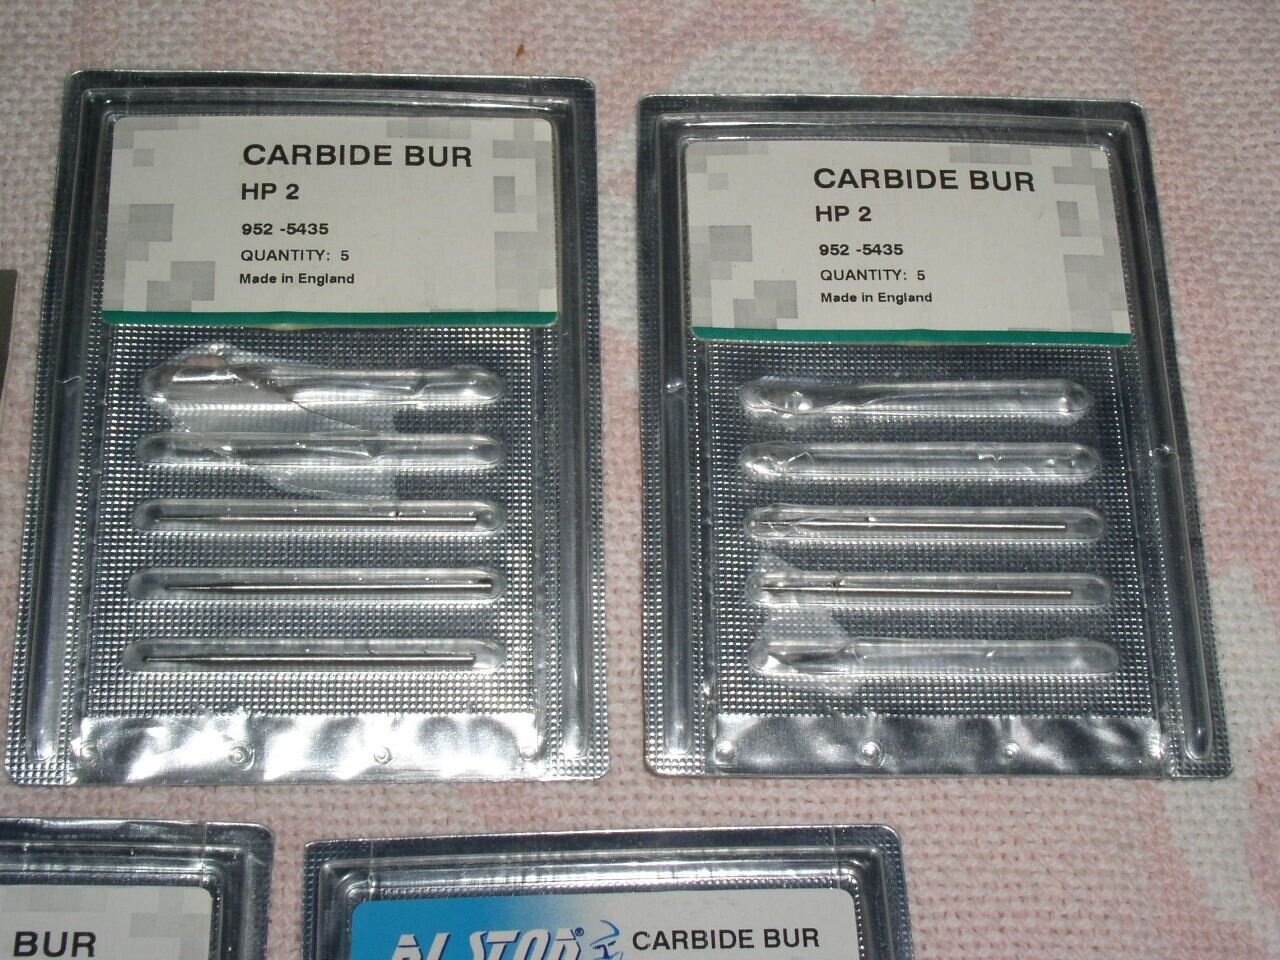 CARBIDE BUR
HP 2
952 -5435
QUANTITY: 5
Made in England
CARBIDE BUR
HP 2
952 -5435
QUANTITY: 5
Made in England
BUR
CARBIDE BUR